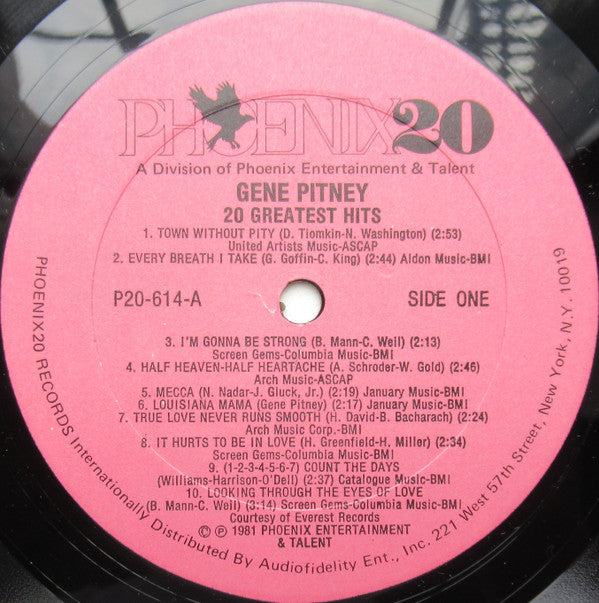 PHOENIX20
A Division of Phoenix Entertainment & Talent
GENE PITNEY
20 GREATEST HITS
1. TOWN WITHOUT PITY (D. Tiomkin-N. Washington) (2:53)
United Artists Music-ASCAP
2. EVERY BREATH I TAKE (G. Goffin-C. King) (2:44) Aldon Music-BMI
P20-614-A
SIDE ONE
3. I'M GONNA BE STRONG (B. Mann-C. Weil) (2:13)
Screen Gems-Columbia Music-BMI
4. HALF HEAVEN-HALF HEARTACHE (A. Schroder-W. Gold) (2:46)
Arch Music-ASCAP
5. MECCA (N. Nadar-J. Gluck, Jr.) (2:19) January Music-BMI
6. LOUISIANA MAMA (Gene Pitney) (2:17) January Music-BMI
7. TRUE LOVE NEVER RUNS SMOOTH (H. David-B. Bacharach) (2:24)
Arch Music Corp.-BMI
8. IT HURTS TO BE IN LOVE (H. Greenfield-H. Miller) (2:34)
Screen Gems-Columbia Music-BMI
9. (1-2-3-4-5-6-7) COUNT THE DAYS
(Williams-Harrison-O'Dell) (2:37) Catalogue Music-BMI
10. LOOKING THROUGH THE EYES OF LOVE
(B. Mann-C. Weil) (3:14) Screen Gems-Columbia Music-BMI
Courtesy of Everest Records
© ℗ 1981 PHOENIX ENTERTAINMENT
& TALENT
PHOENIX20 RECORDS Internationally Distributed By Audiofidelity Ent., Inc. 221 West 57th Street, New York, N.Y. 10019